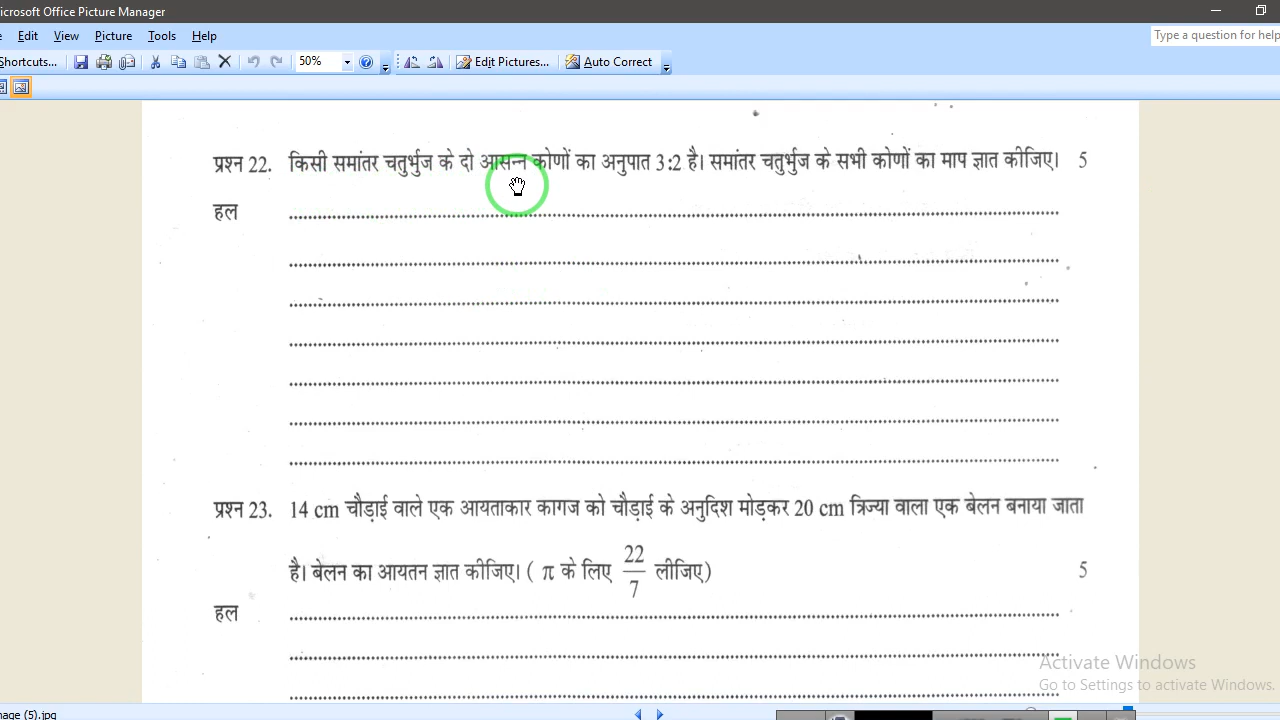 icrosoft Office Picture Manager
Edit View Picture Tools Help
Type a question for help
Shortcuts... 50% Edit Pictures... Auto Correct
प्रश्न 22. किसी समांतर चतुर्भुज के दो आसन्न कोणों का अनुपात 3:2 है। समांतर चतुर्भुज के सभी कोणों का माप ज्ञात कीजिए। 5
हल
प्रश्न 23. 14 cm चौड़ाई वाले एक आयताकार कागज को चौड़ाई के अनुदिश मोड़कर 20 cm त्रिज्या वाला एक बेलन बनाया जाता
है। बेलन का आयतन ज्ञात कीजिए। ( π के लिए 22/7 लीजिए) 5
हल
Activate Windows
Go to Settings to activate Windows.
mage (5).jpg